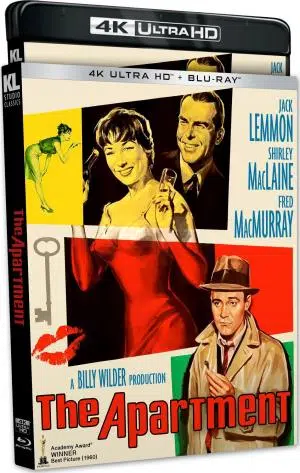 4K ULTRA HD
KL
STUDIO
CLASSICS
JACK
4K ULTRA HD + BLU-RAY
JACK
LEMMON
SHIRLEY
MACLAINE
FRED
MACMURRAY
The Apartment
A BILLY WILDER PRODUCTION
The Apartment
Academy Award®
WINNER
Best Picture (1960)